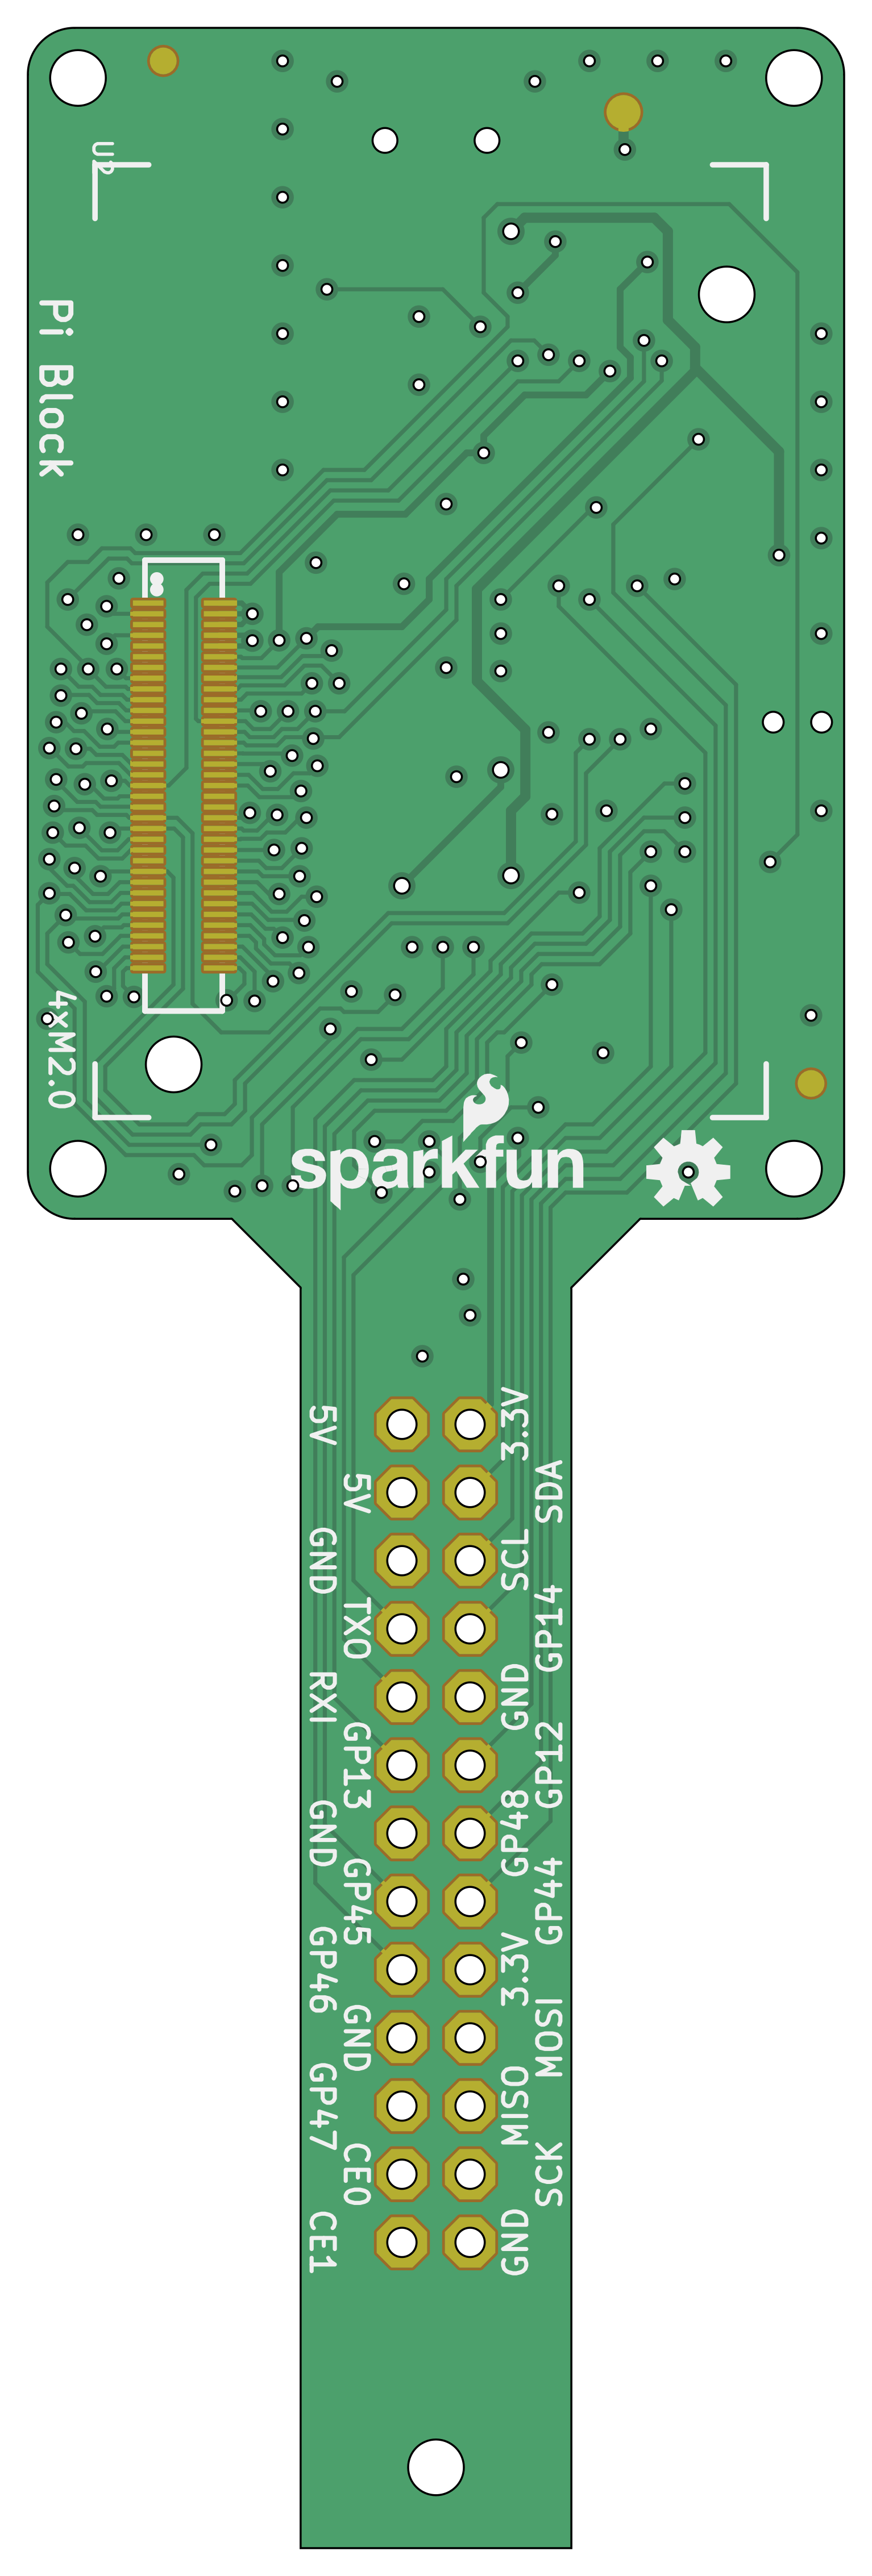 U2
Pi Block
4xM2.0
sparkfun
5V
3.3V
5V
SDA
GND
SCL
TXO
GP14
RXI
GND
GP13
GP12
GND
GP48
GP45
GP44
GP46
3.3V
GND
MOSI
GP47
MISO
CE0
SCK
CE1
GND